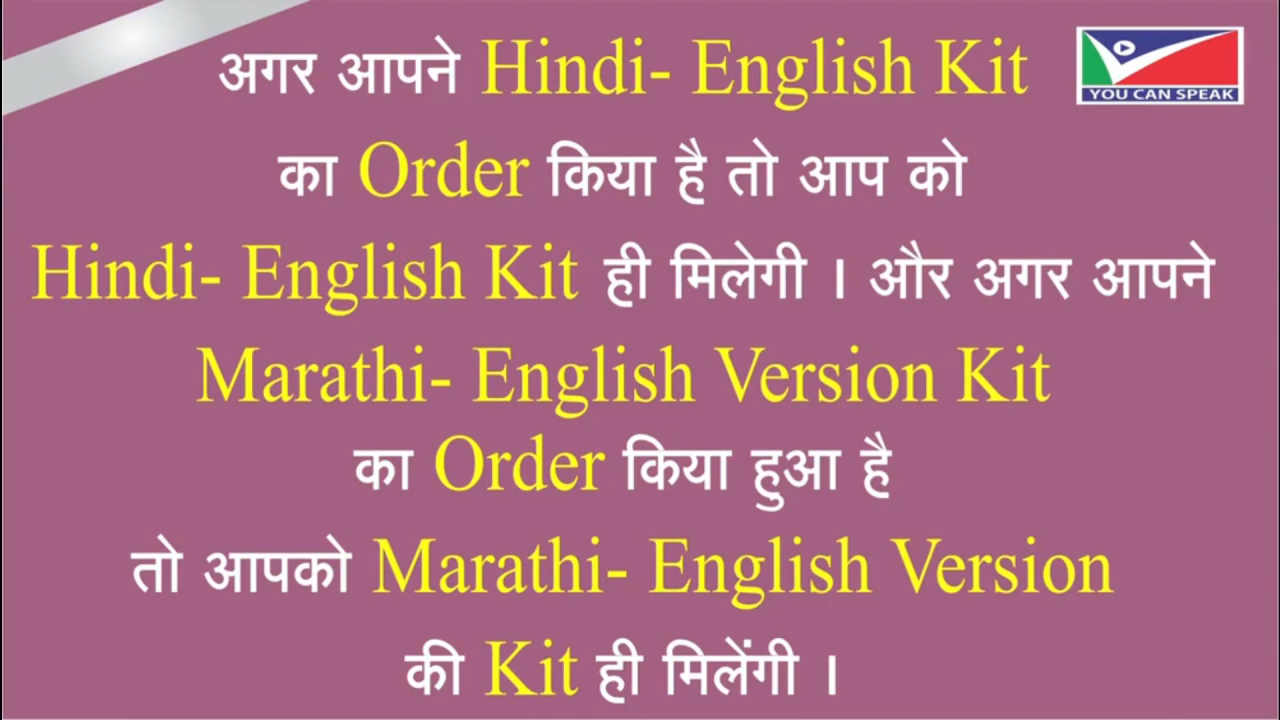 अगर आपने Hindi- English Kit
YOU CAN SPEAK
का Order किया है तो आप को
Hindi- English Kit ही मिलेगी । और अगर आपने
Marathi- English Version Kit
का Order किया हुआ है
तो आपको Marathi- English Version
की Kit ही मिलेंगी ।